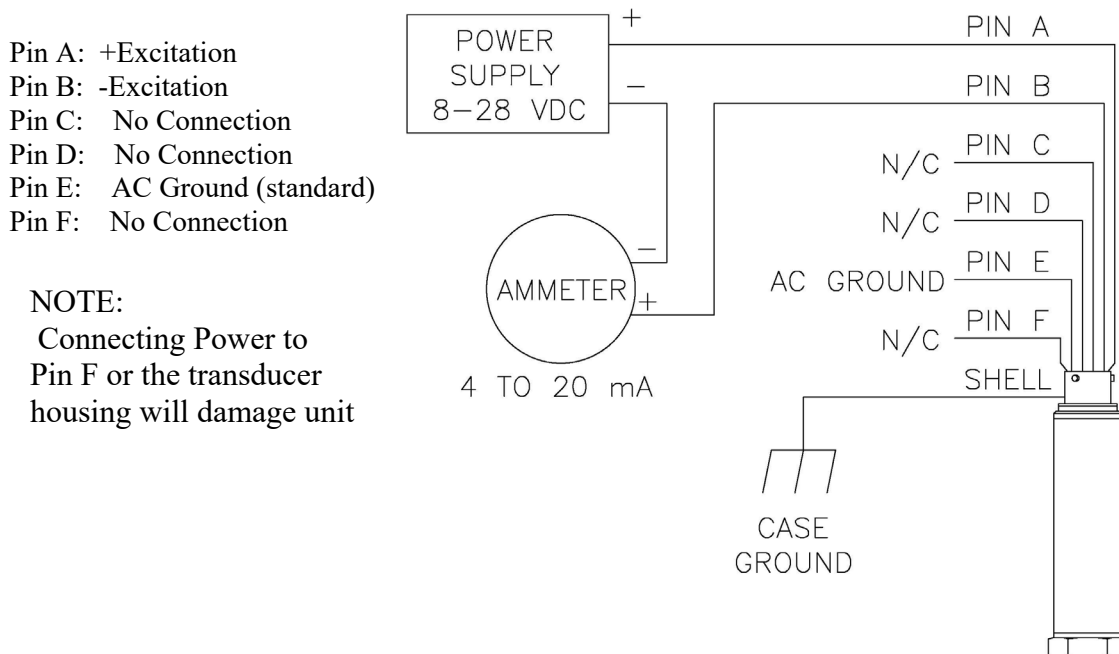 Pin A: +Excitation
Pin B: -Excitation
Pin C: No Connection
Pin D: No Connection
Pin E: AC Ground (standard)
Pin F: No Connection
NOTE:
Connecting Power to
Pin F or the transducer
housing will damage unit
POWER
SUPPLY
8-28 VDC
+
-
AMMETER
-
+
4 TO 20 mA
PIN A
PIN B
N/C PIN C
N/C PIN D
AC GROUND PIN E
N/C PIN F
SHELL
CASE
GROUND